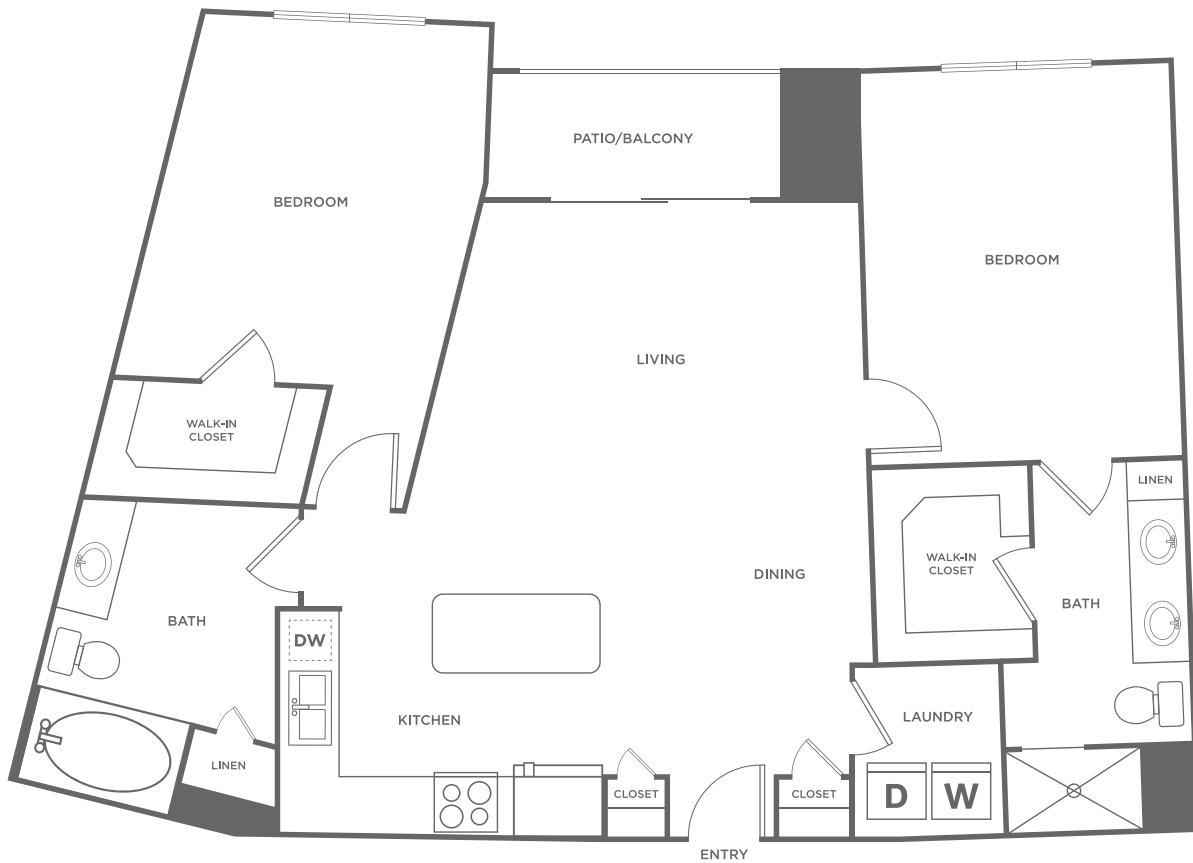 PATIO/BALCONY
BEDROOM
BEDROOM
LIVING
WALK-IN
CLOSET
LINEN
WALK-IN
CLOSET
DINING
BATH
BATH
DW
KITCHEN
LAUNDRY
LINEN
CLOSET
CLOSET
D
W
ENTRY